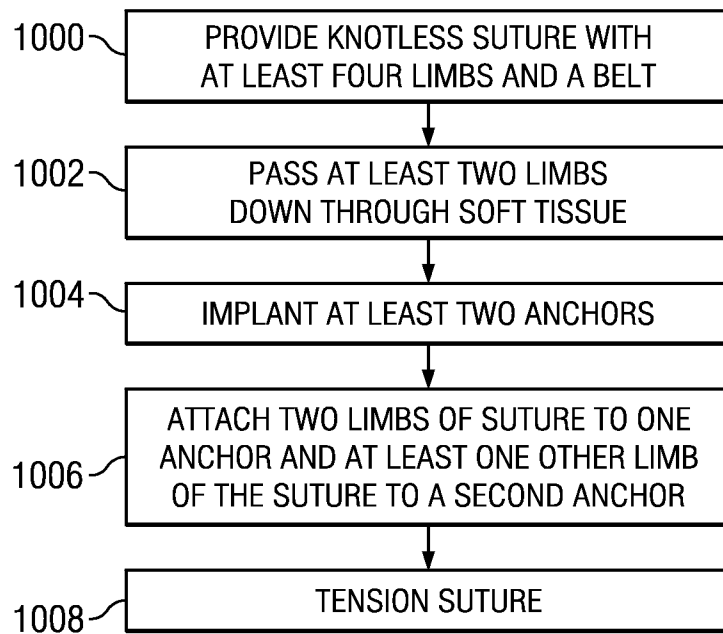 1000
PROVIDE KNOTLESS SUTURE WITH
AT LEAST FOUR LIMBS AND A BELT
1002
PASS AT LEAST TWO LIMBS
DOWN THROUGH SOFT TISSUE
1004
IMPLANT AT LEAST TWO ANCHORS
1006
ATTACH TWO LIMBS OF SUTURE TO ONE
ANCHOR AND AT LEAST ONE OTHER LIMB
OF THE SUTURE TO A SECOND ANCHOR
1008
TENSION SUTURE